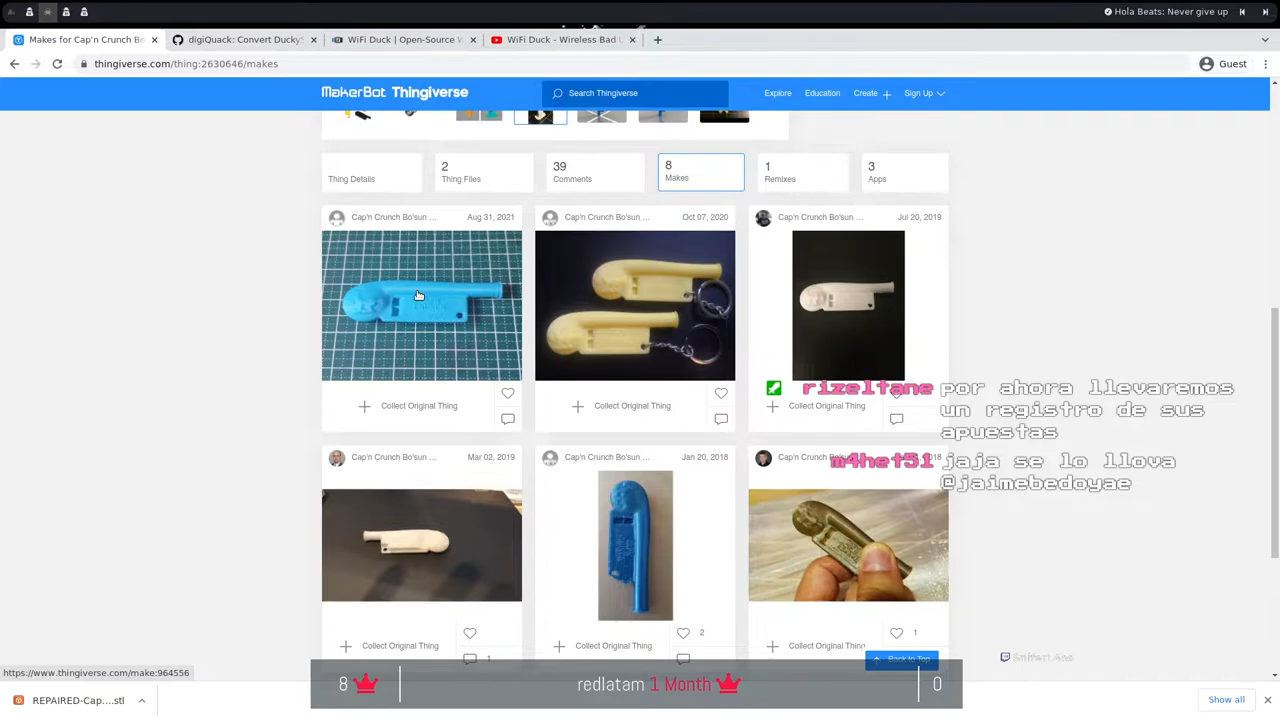 Hola Beats: Never give up
Makes for Cap'n Crunch Bo
digiQuack: Convert DuckyS
WiFi Duck | Open-Source W
WiFi Duck - Wireless Bad U
thingiverse.com/thing:2630646/makes
Guest
MakerBot Thingiverse
Search Thingiverse
Explore
Education
Create
Sign Up
Thing Details
2
Thing Files
39
Comments
8
Makes
1
Remixes
3
Apps
Cap'n Crunch Bo'sun ...
Aug 31, 2021
Cap'n Crunch Bo'sun ...
Oct 07, 2020
Cap'n Crunch Bo'sun ...
Jul 20, 2019
Collect Original Thing
Collect Original Thing
Collect Original Thing
rizeltane por ahora llevaremos
un registro de sus
apuestas
m4het51 jaja se lo llova
@jaimebedoyae
Cap'n Crunch Bo'sun ...
Mar 02, 2019
Cap'n Crunch Bo'sun ...
Jan 20, 2018
2018
Collect Original Thing
1
Collect Original Thing
2
Collect Original Thing
1
Back to Top
https://www.thingiverse.com/make:964556
8
redlatam 1 Month
0
REPAIRED-Cap....stl
Show all